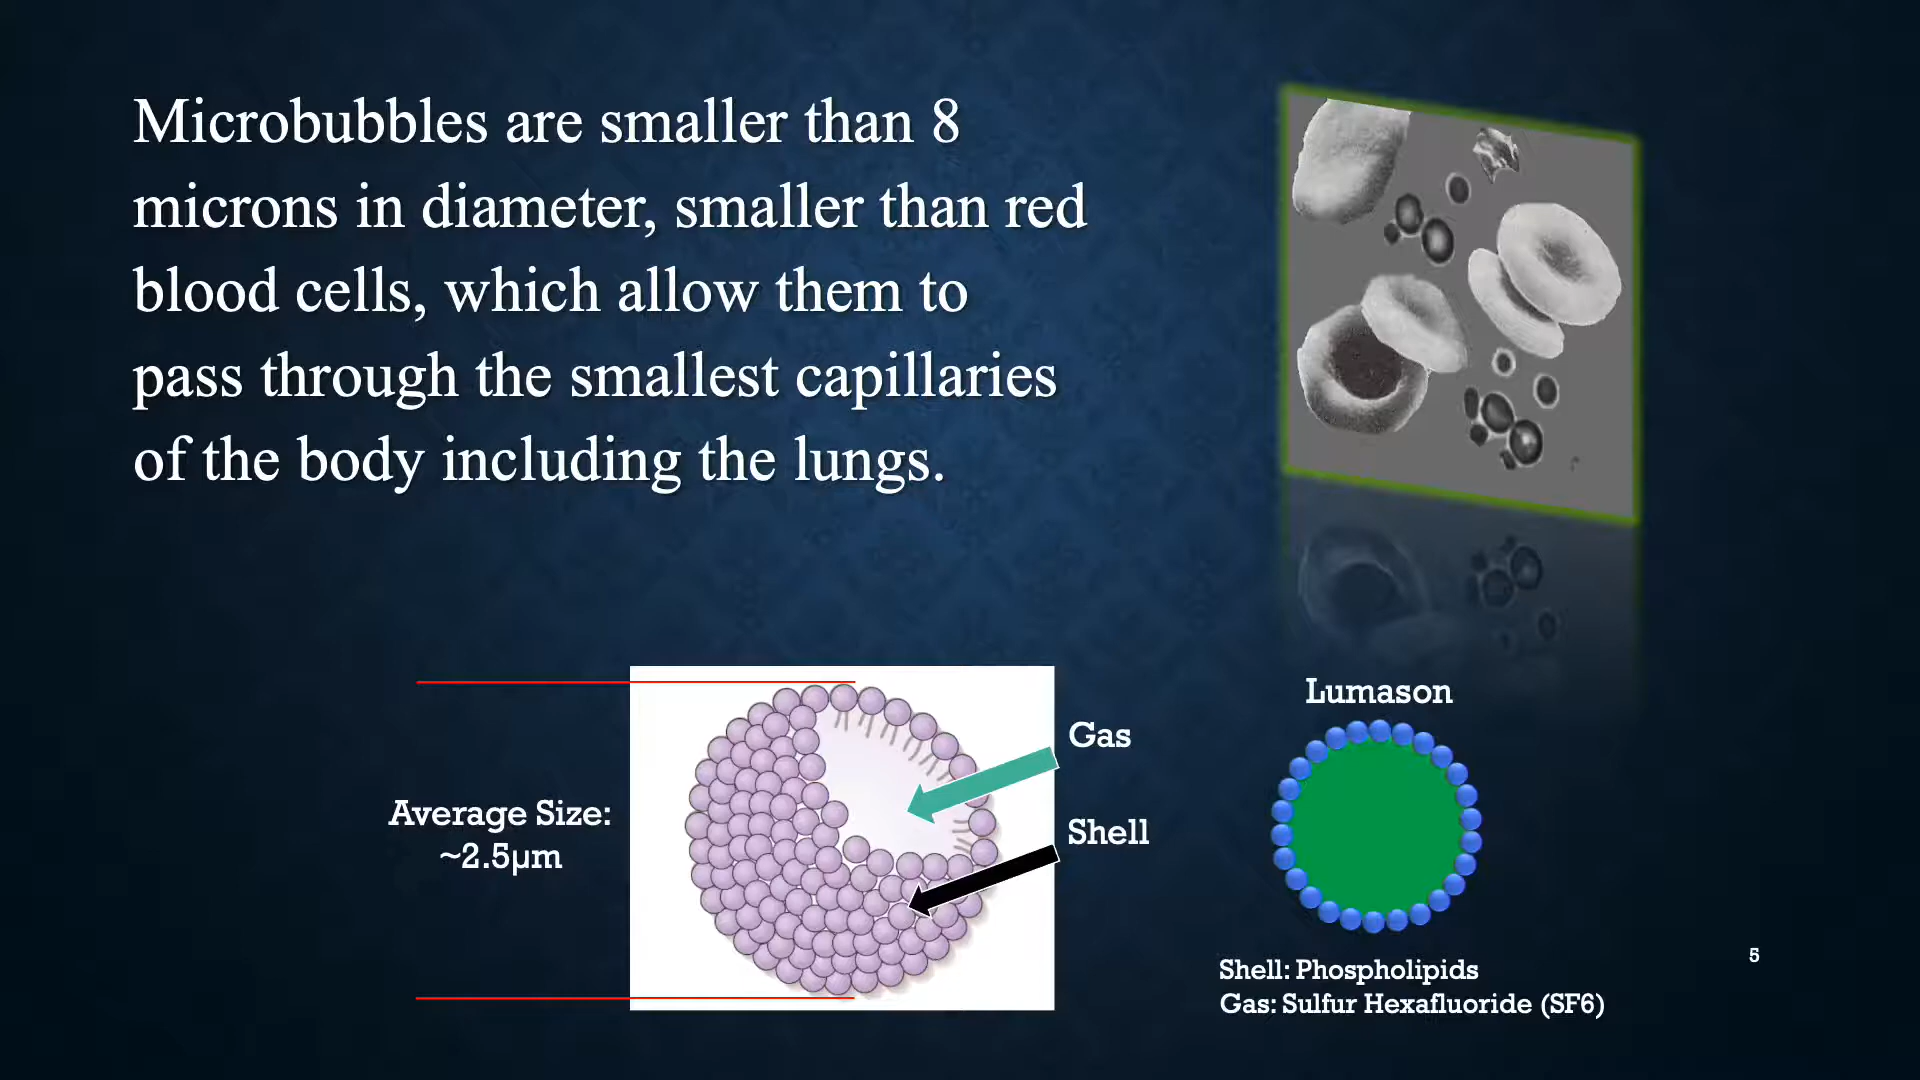 Microbubbles are smaller than 8
microns in diameter, smaller than red
blood cells, which allow them to
pass through the smallest capillaries
of the body including the lungs.
Average Size:
~2.5μm
Gas
Shell
Lumason
Shell: Phospholipids
Gas: Sulfur Hexafluoride (SF6)
5